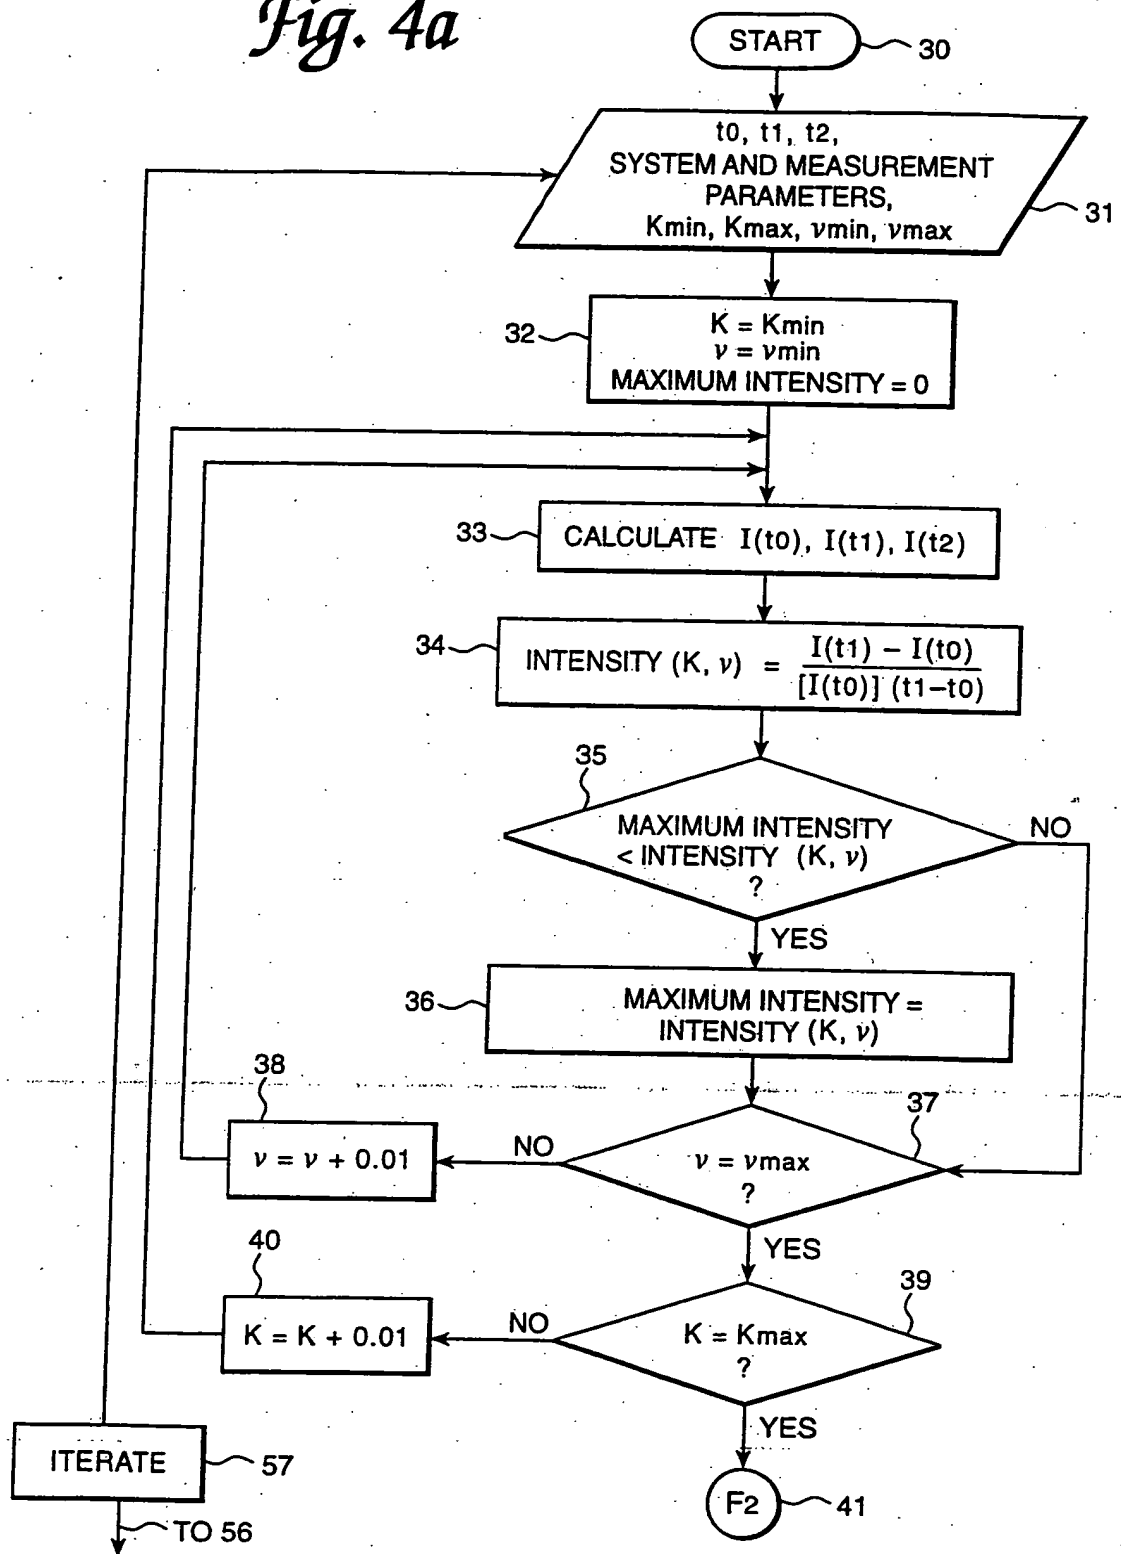 Fig. 4a
START
30
t0, t1, t2,
SYSTEM AND MEASUREMENT
PARAMETERS,
Kmin, Kmax, νmin, νmax
31
32
K = Kmin
ν = νmin
MAXIMUM INTENSITY = 0
33
CALCULATE I(t0), I(t1), I(t2)
34
INTENSITY (K, ν) =
I(t1) − I(t0)
[I(t0)] (t1−t0)
35
MAXIMUM INTENSITY
< INTENSITY (K, ν)
?
NO
YES
36
MAXIMUM INTENSITY =
INTENSITY (K, ν)
38
ν = ν + 0.01
NO
37
ν = νmax
?
YES
40
K = K + 0.01
NO
39
K = Kmax
?
YES
ITERATE
57
F2
41
TO 56